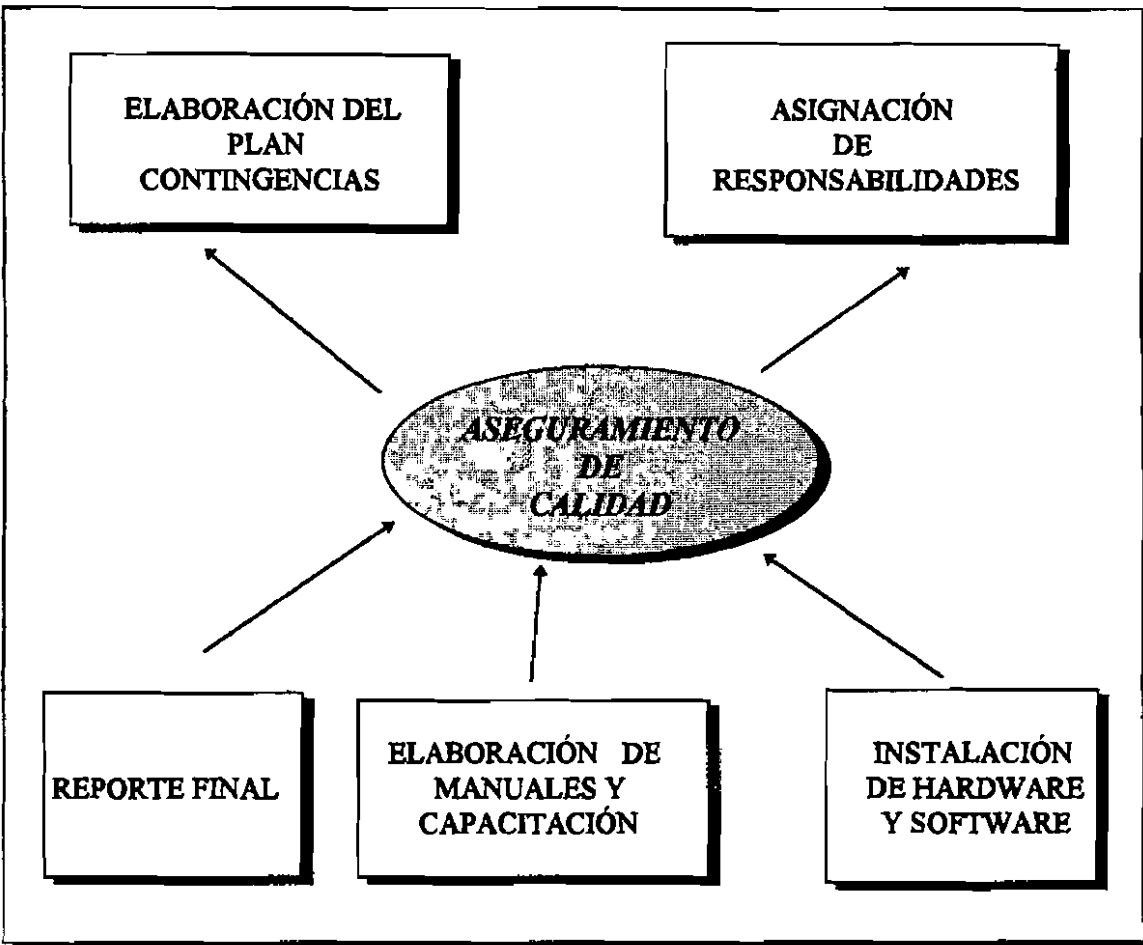 ELABORACIÓN DEL
PLAN
CONTINGENCIAS
ASIGNACIÓN
DE
RESPONSABILIDADES
ASEGURAMIENTO
DE
CALIDAD
REPORTE FINAL
ELABORACIÓN DE
MANUALES Y
CAPACITACIÓN
INSTALACIÓN
DE HARDWARE
Y SOFTWARE